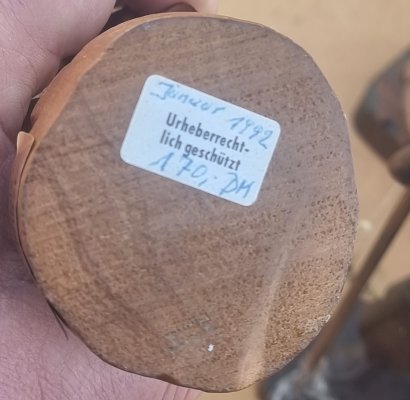 Januar 1992
Urheberrecht-
lich geschützt
170,- DM